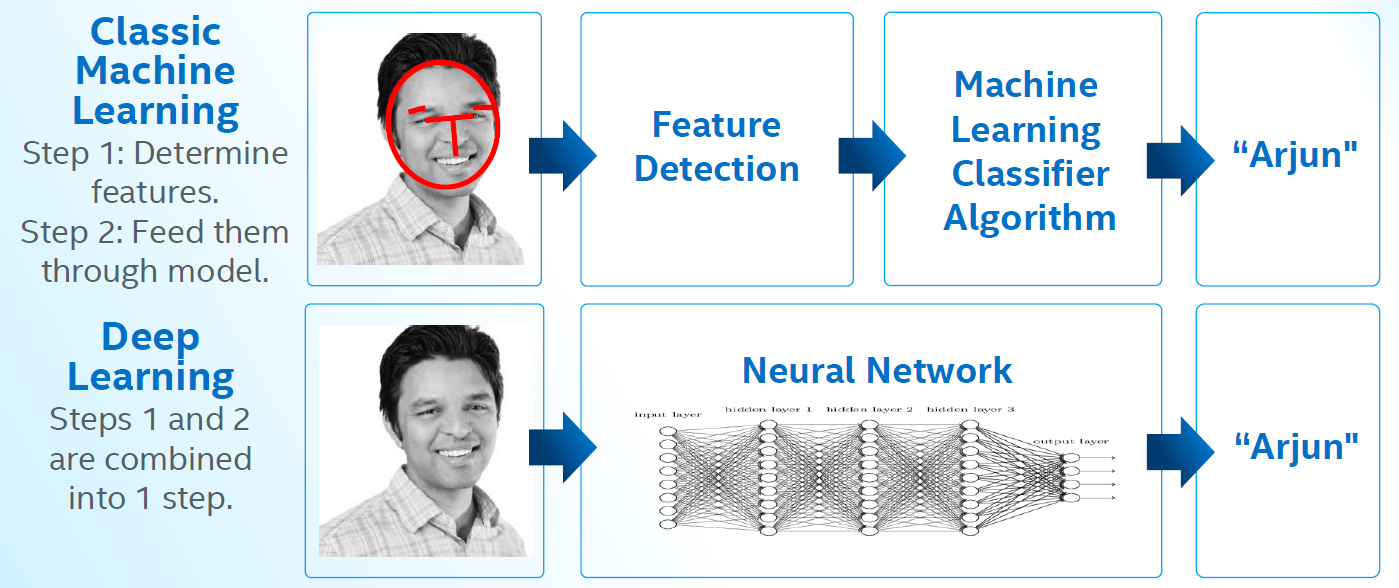 Classic
Machine
Learning
Step 1: Determine
features.
Step 2: Feed them
through model.
Feature
Detection
Machine
Learning
Classifier
Algorithm
“Arjun"
Deep
Learning
Steps 1 and 2
are combined
into 1 step.
Neural Network
input layer
hidden layer 1
hidden layer 2
hidden layer 3
output layer
“Arjun"